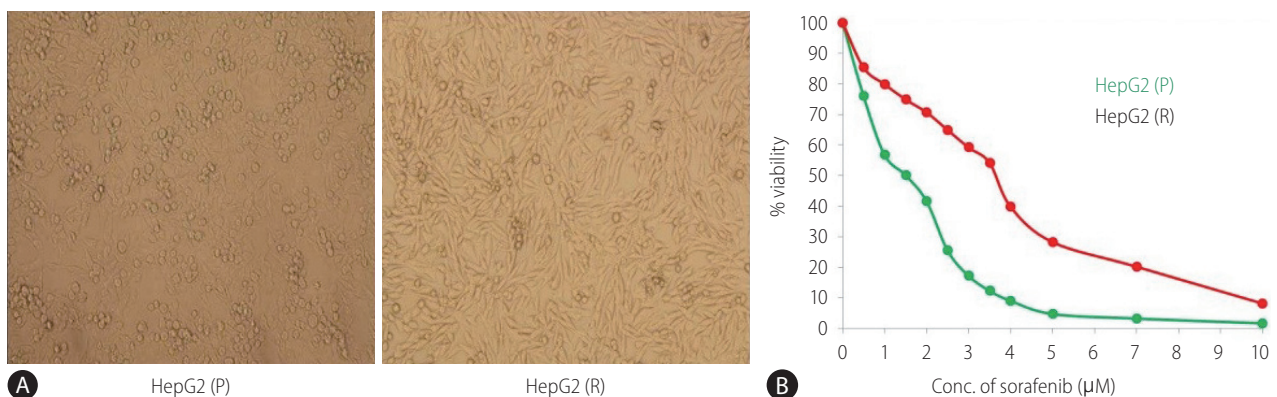 A
HepG2 (P)
HepG2 (R)
B
% viability
100
90
80
70
60
50
40
30
20
10
0
0 1 2 3 4 5 6 7 8 9 10
Conc. of sorafenib (μM)
HepG2 (P)
HepG2 (R)